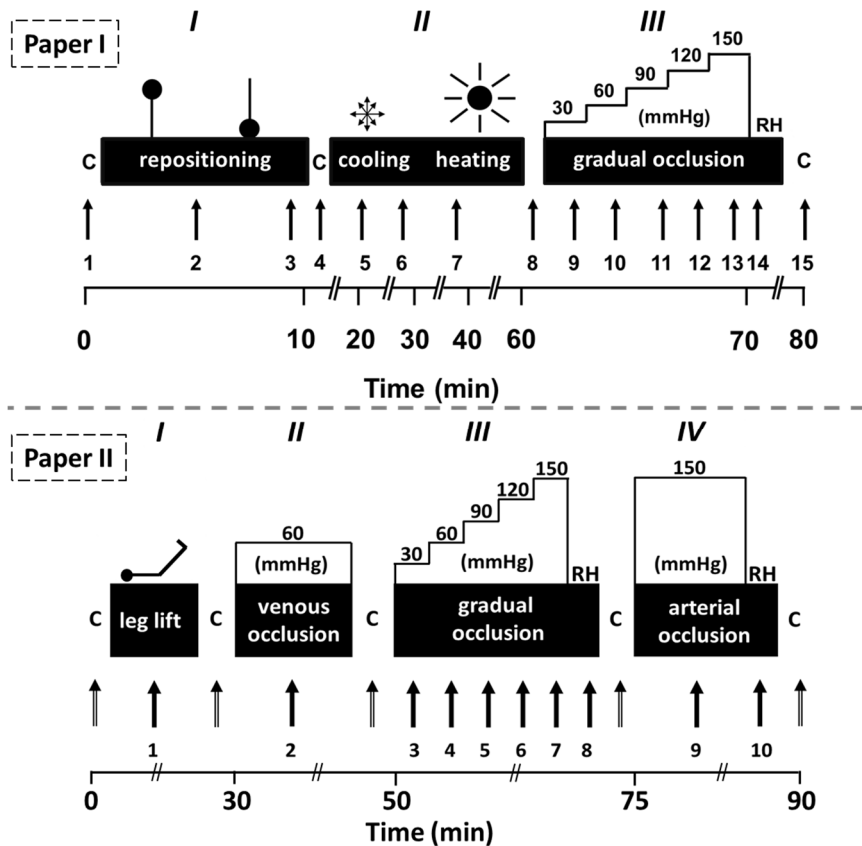 Paper I
I II III
30 60 90 120 150
(mmHg)
RH
C repositioning C cooling heating gradual occlusion C
1 2 3 4 5 6 7 8 9 10 11 12 13 14 15
0 10 20 30 40 60 70 80
Time (min)
Paper II
I II III IV
60
(mmHg)
30 60 90 120 150
(mmHg)
RH
150
(mmHg)
RH
C leg lift C venous occlusion C gradual occlusion C arterial occlusion C
1 2 3 4 5 6 7 8 9 10
0 30 50 75 90
Time (min)